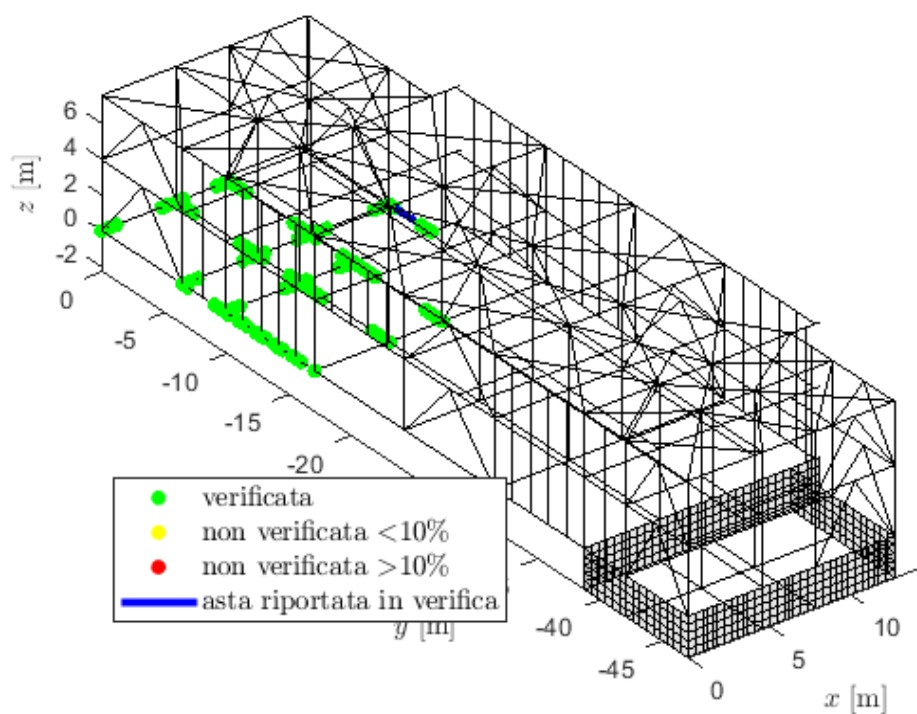 6
4
2
0
-2
z [m]
0
-5
-10
-15
-20
verificata
non verificata <10%
non verificata >10%
asta riportata in verifica
y [m]
-40
-45
0
5
10
x [m]